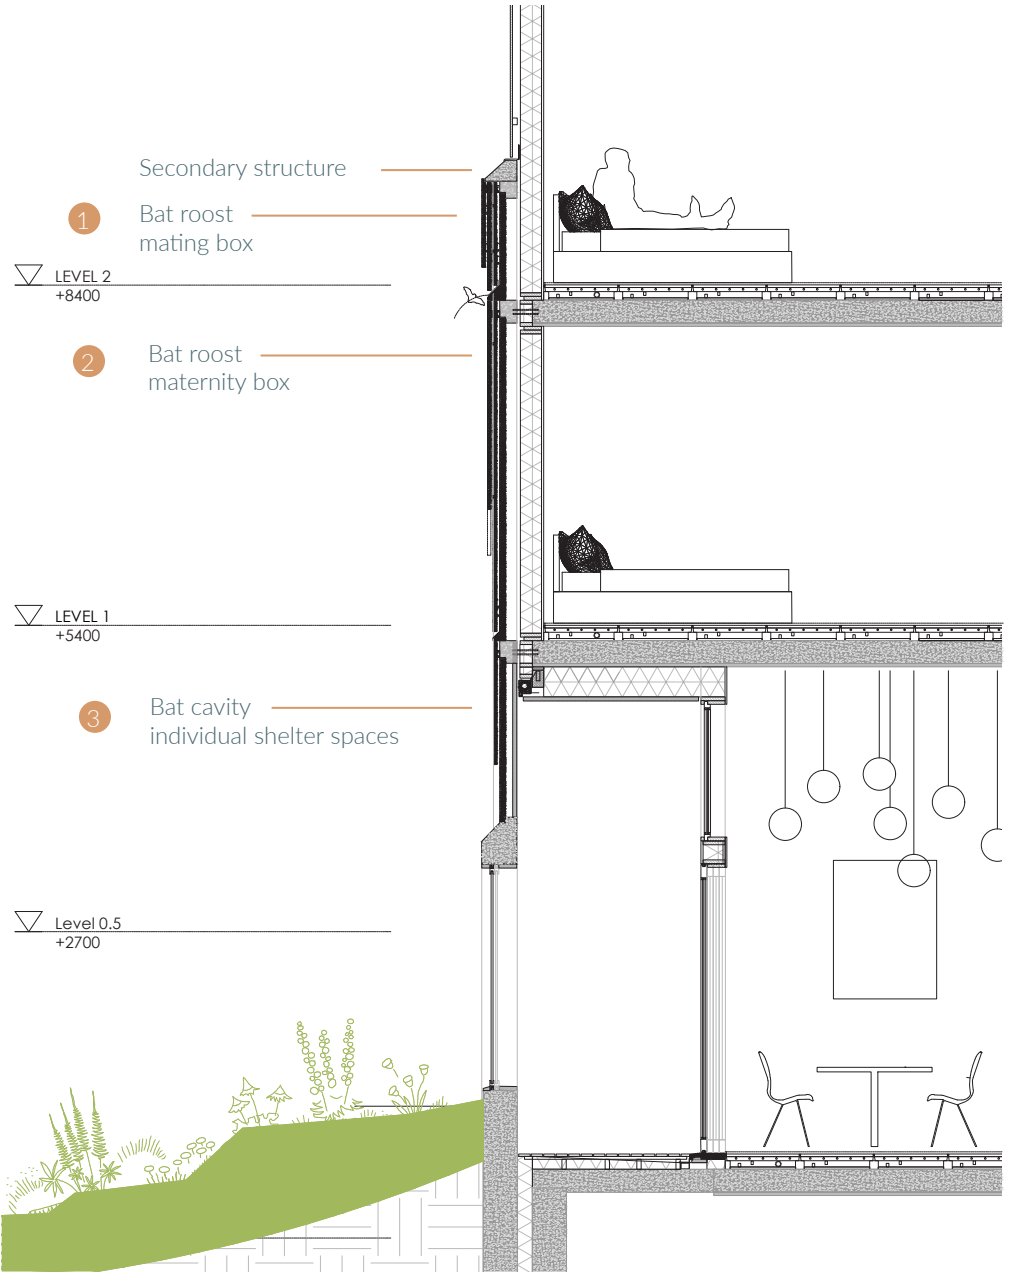 Secondary structure
1
Bat roost
mating box
LEVEL 2
+8400
2
Bat roost
maternity box
LEVEL 1
+5400
3
Bat cavity
individual shelter spaces
Level 0.5
+2700